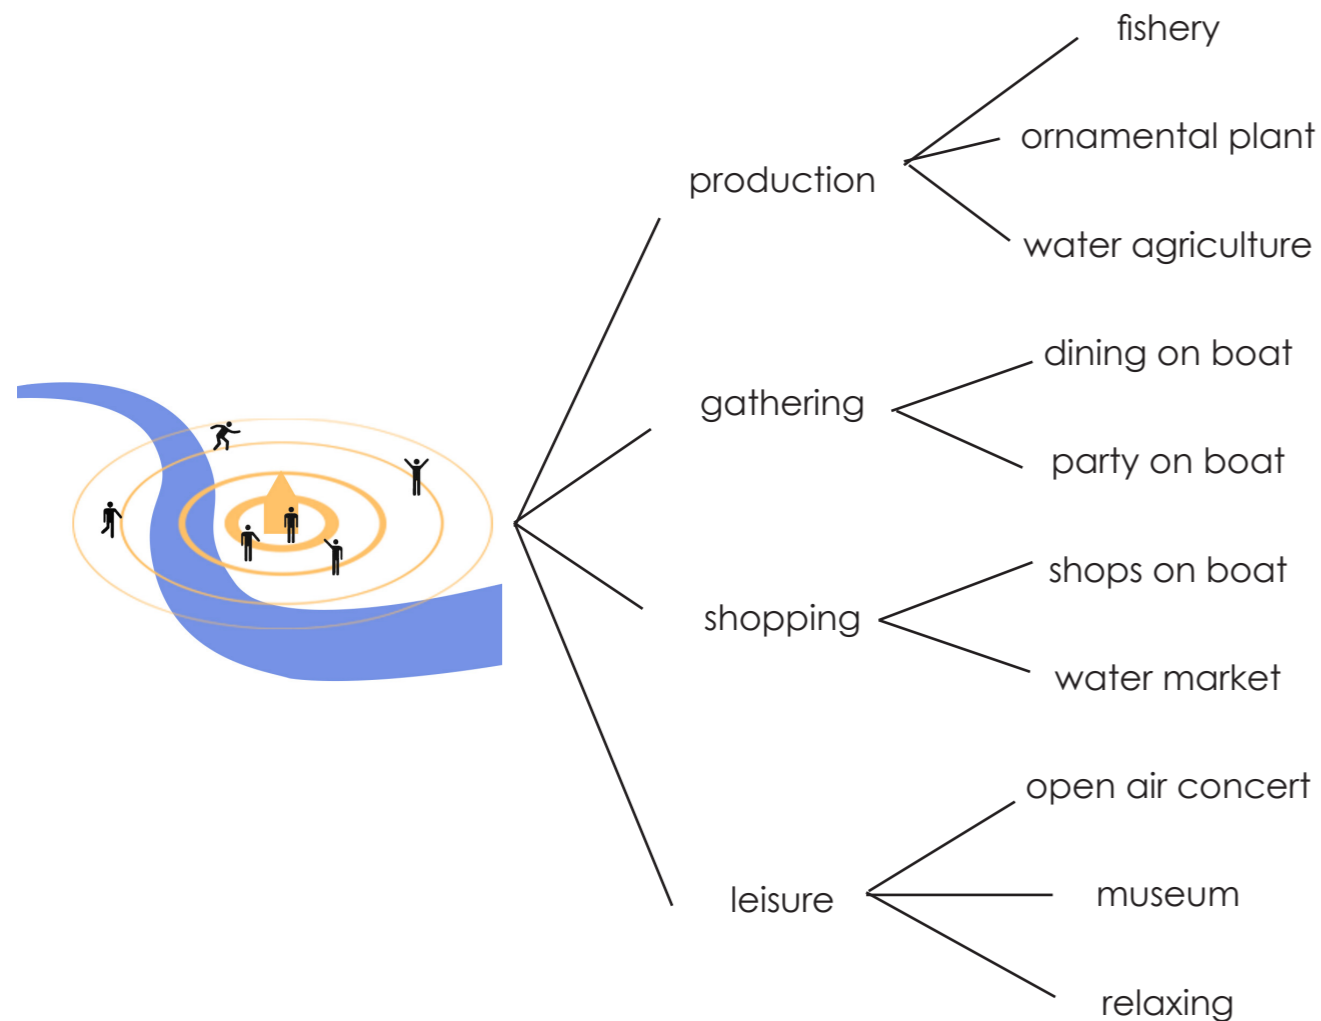 fishery
ornamental plant
production
water agriculture
dining on boat
gathering
party on boat
shops on boat
shopping
water market
open air concert
leisure
museum
relaxing